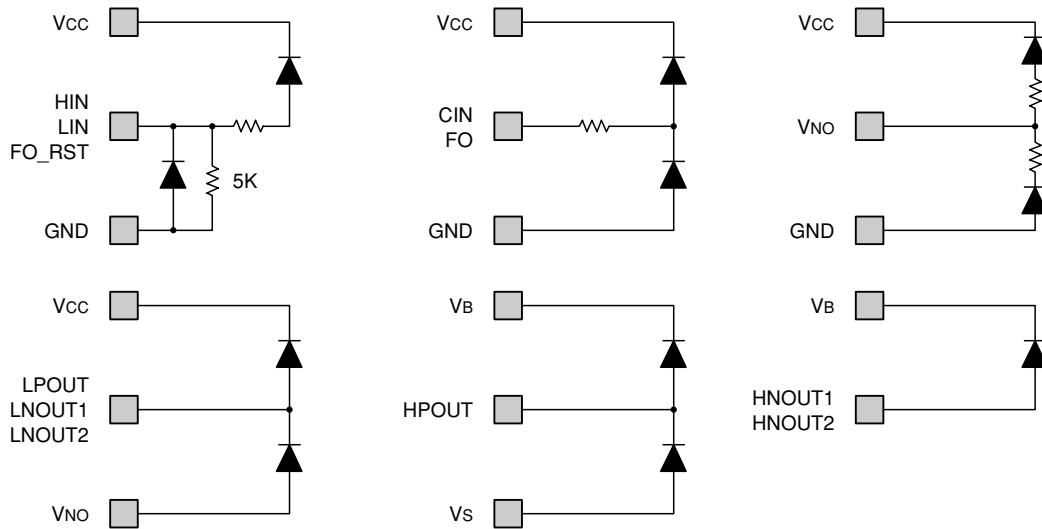 VCC
HIN
LIN
FO_RST
5K
GND
VCC
CIN
FO
GND
VCC
VNO
GND
VCC
LPOUT
LNOUT1
LNOUT2
VNO
VB
HPOUT
VS
VB
HNOUT1
HNOUT2